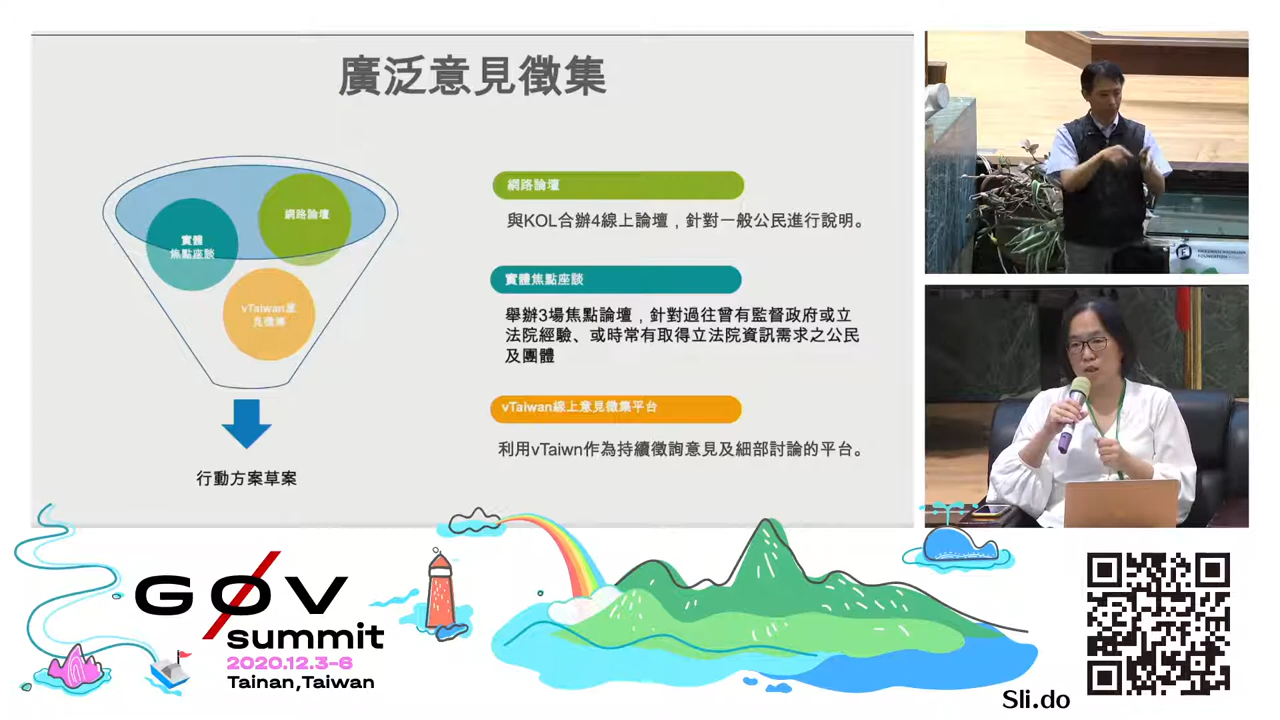 廣泛意見徵集
實體
焦點座談
網路論壇
vTaiwan意
見徵集
行動方案草案
網路論壇
與KOL合辦4線上論壇，針對一般公民進行說明。
實體焦點座談
舉辦3場焦點論壇，針對過往曾有監督政府或立
法院經驗、或時常有取得立法院資訊需求之公民
及團體
vTaiwan線上意見徵集平台
利用vTaiwn作為持續徵詢意見及細部討論的平台。
FOUNDATION
GØV
summit
2020.12.3-6
Tainan,Taiwan
Sli.do